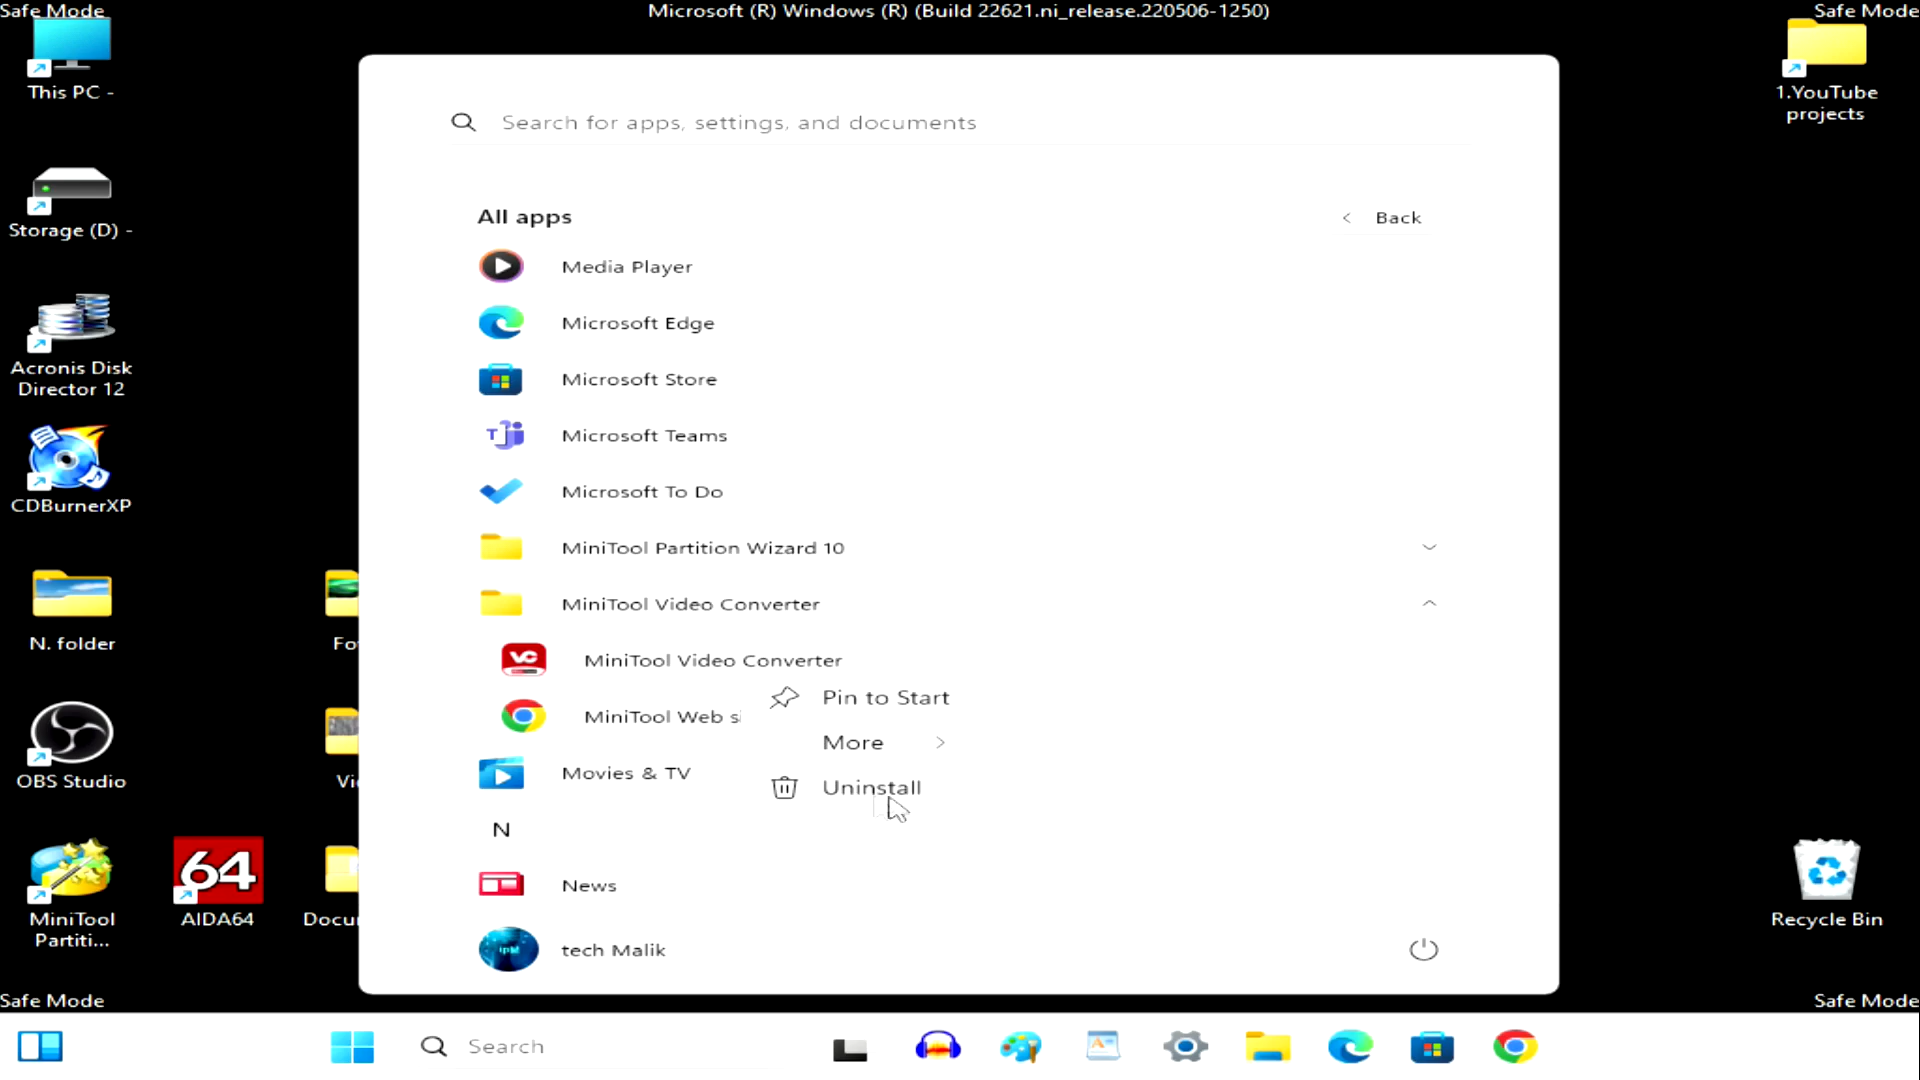 Safe Mode
Microsoft (R) Windows (R) (Build 22621.ni_release.220506-1250)
Safe Mode
This PC -
1.YouTube
projects
Storage (D) -
Acronis Disk
Director 12
CDBurnerXP
N. folder
Fo
OBS Studio
Vi
MiniTool
Partiti...
64
AIDA64
Docu
Recycle Bin
Search for apps, settings, and documents
All apps
Back
Media Player
Microsoft Edge
Microsoft Store
T
Microsoft Teams
Microsoft To Do
MiniTool Partition Wizard 10
MiniTool Video Converter
VC
MiniTool Video Converter
MiniTool Web si
Movies & TV
Pin to Start
More
Uninstall
N
News
tech Malik
Safe Mode
Safe Mode
Search